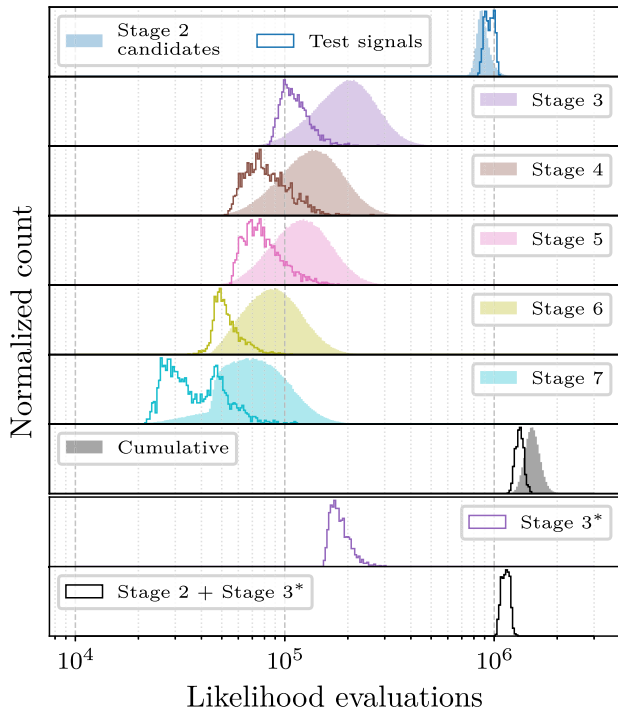 Stage 2
candidates
Test signals
Stage 3
Stage 4
Stage 5
Stage 6
Stage 7
Cumulative
Stage 3*
Stage 2 + Stage 3*
Normalized count
10^4
10^5
10^6
Likelihood evaluations